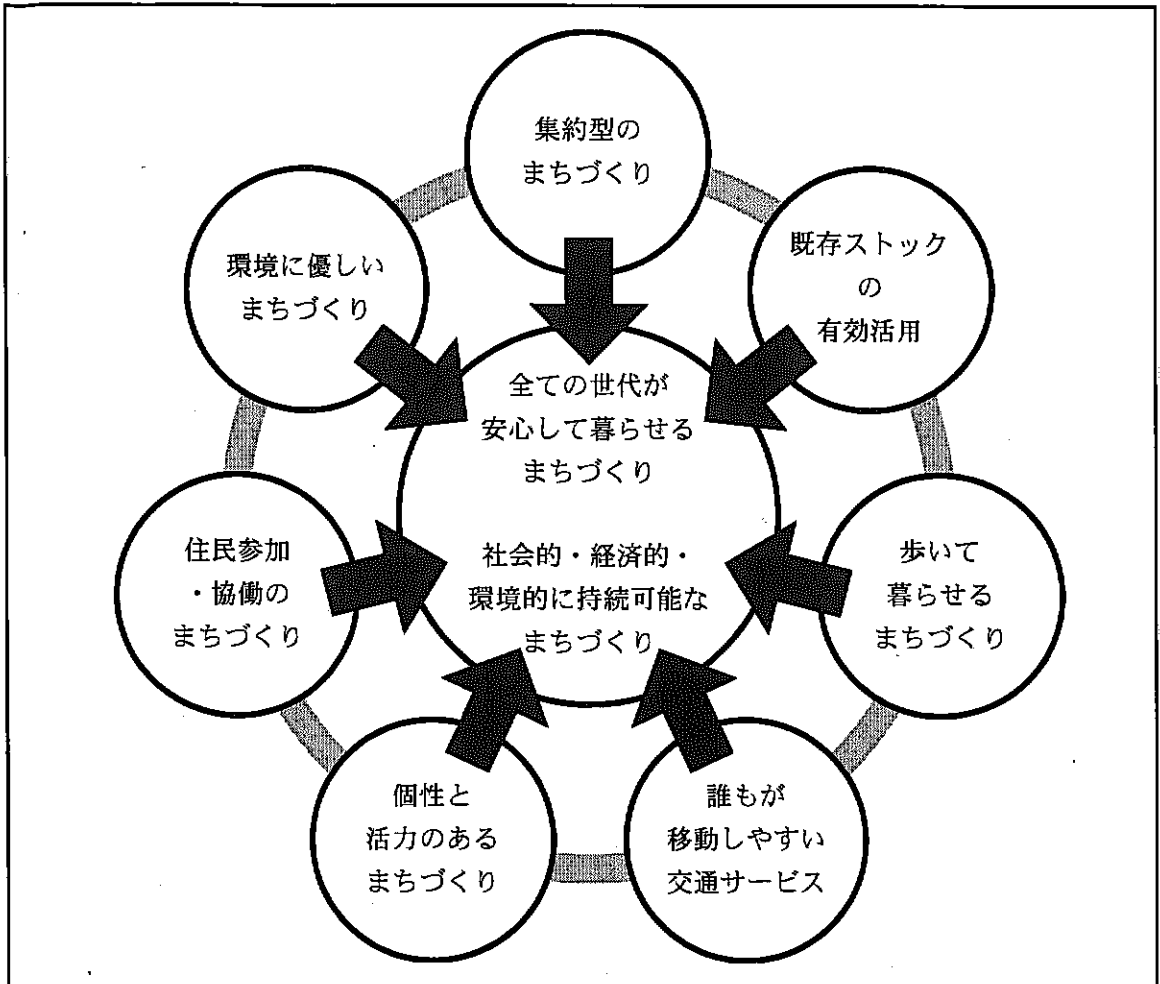 集約型の
まちづくり
既存ストック
の
有効活用
歩いて
暮らせる
まちづくり
誰もが
移動しやすい
交通サービス
個性と
活力のある
まちづくり
住民参加
・協働の
まちづくり
環境に優しい
まちづくり
全ての世代が
安心して暮らせる
まちづくり
社会的・経済的・
環境的に持続可能な
まちづくり